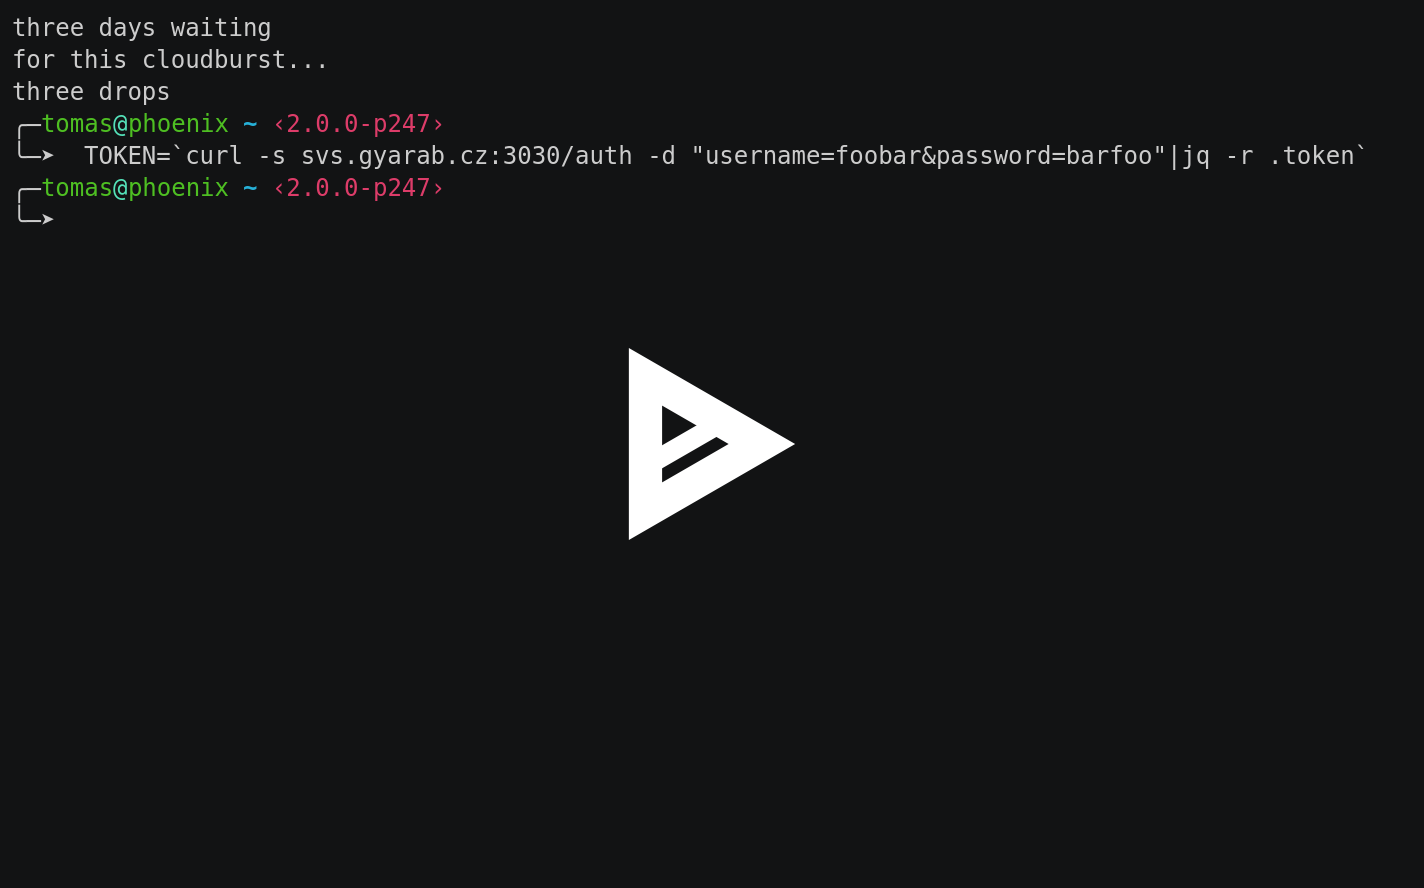 three days waiting
for this cloudburst...
three drops
╭─tomas@phoenix ~ ‹2.0.0-p247›
╰─➤  TOKEN=`curl -s svs.gyarab.cz:3030/auth -d "username=foobar&password=barfoo"|jq -r .token`
╭─tomas@phoenix ~ ‹2.0.0-p247›
╰─➤